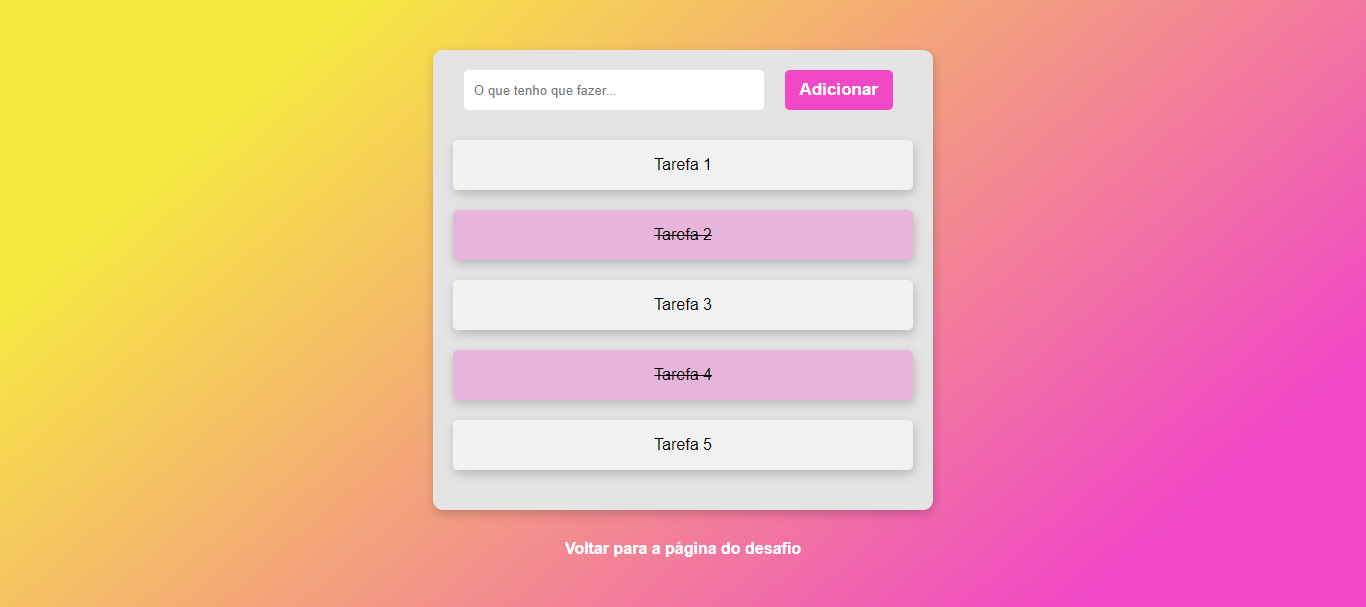 O que tenho que fazer...
Adicionar
Tarefa 1
Tarefa 2
Tarefa 3
Tarefa 4
Tarefa 5
Voltar para a página do desafio